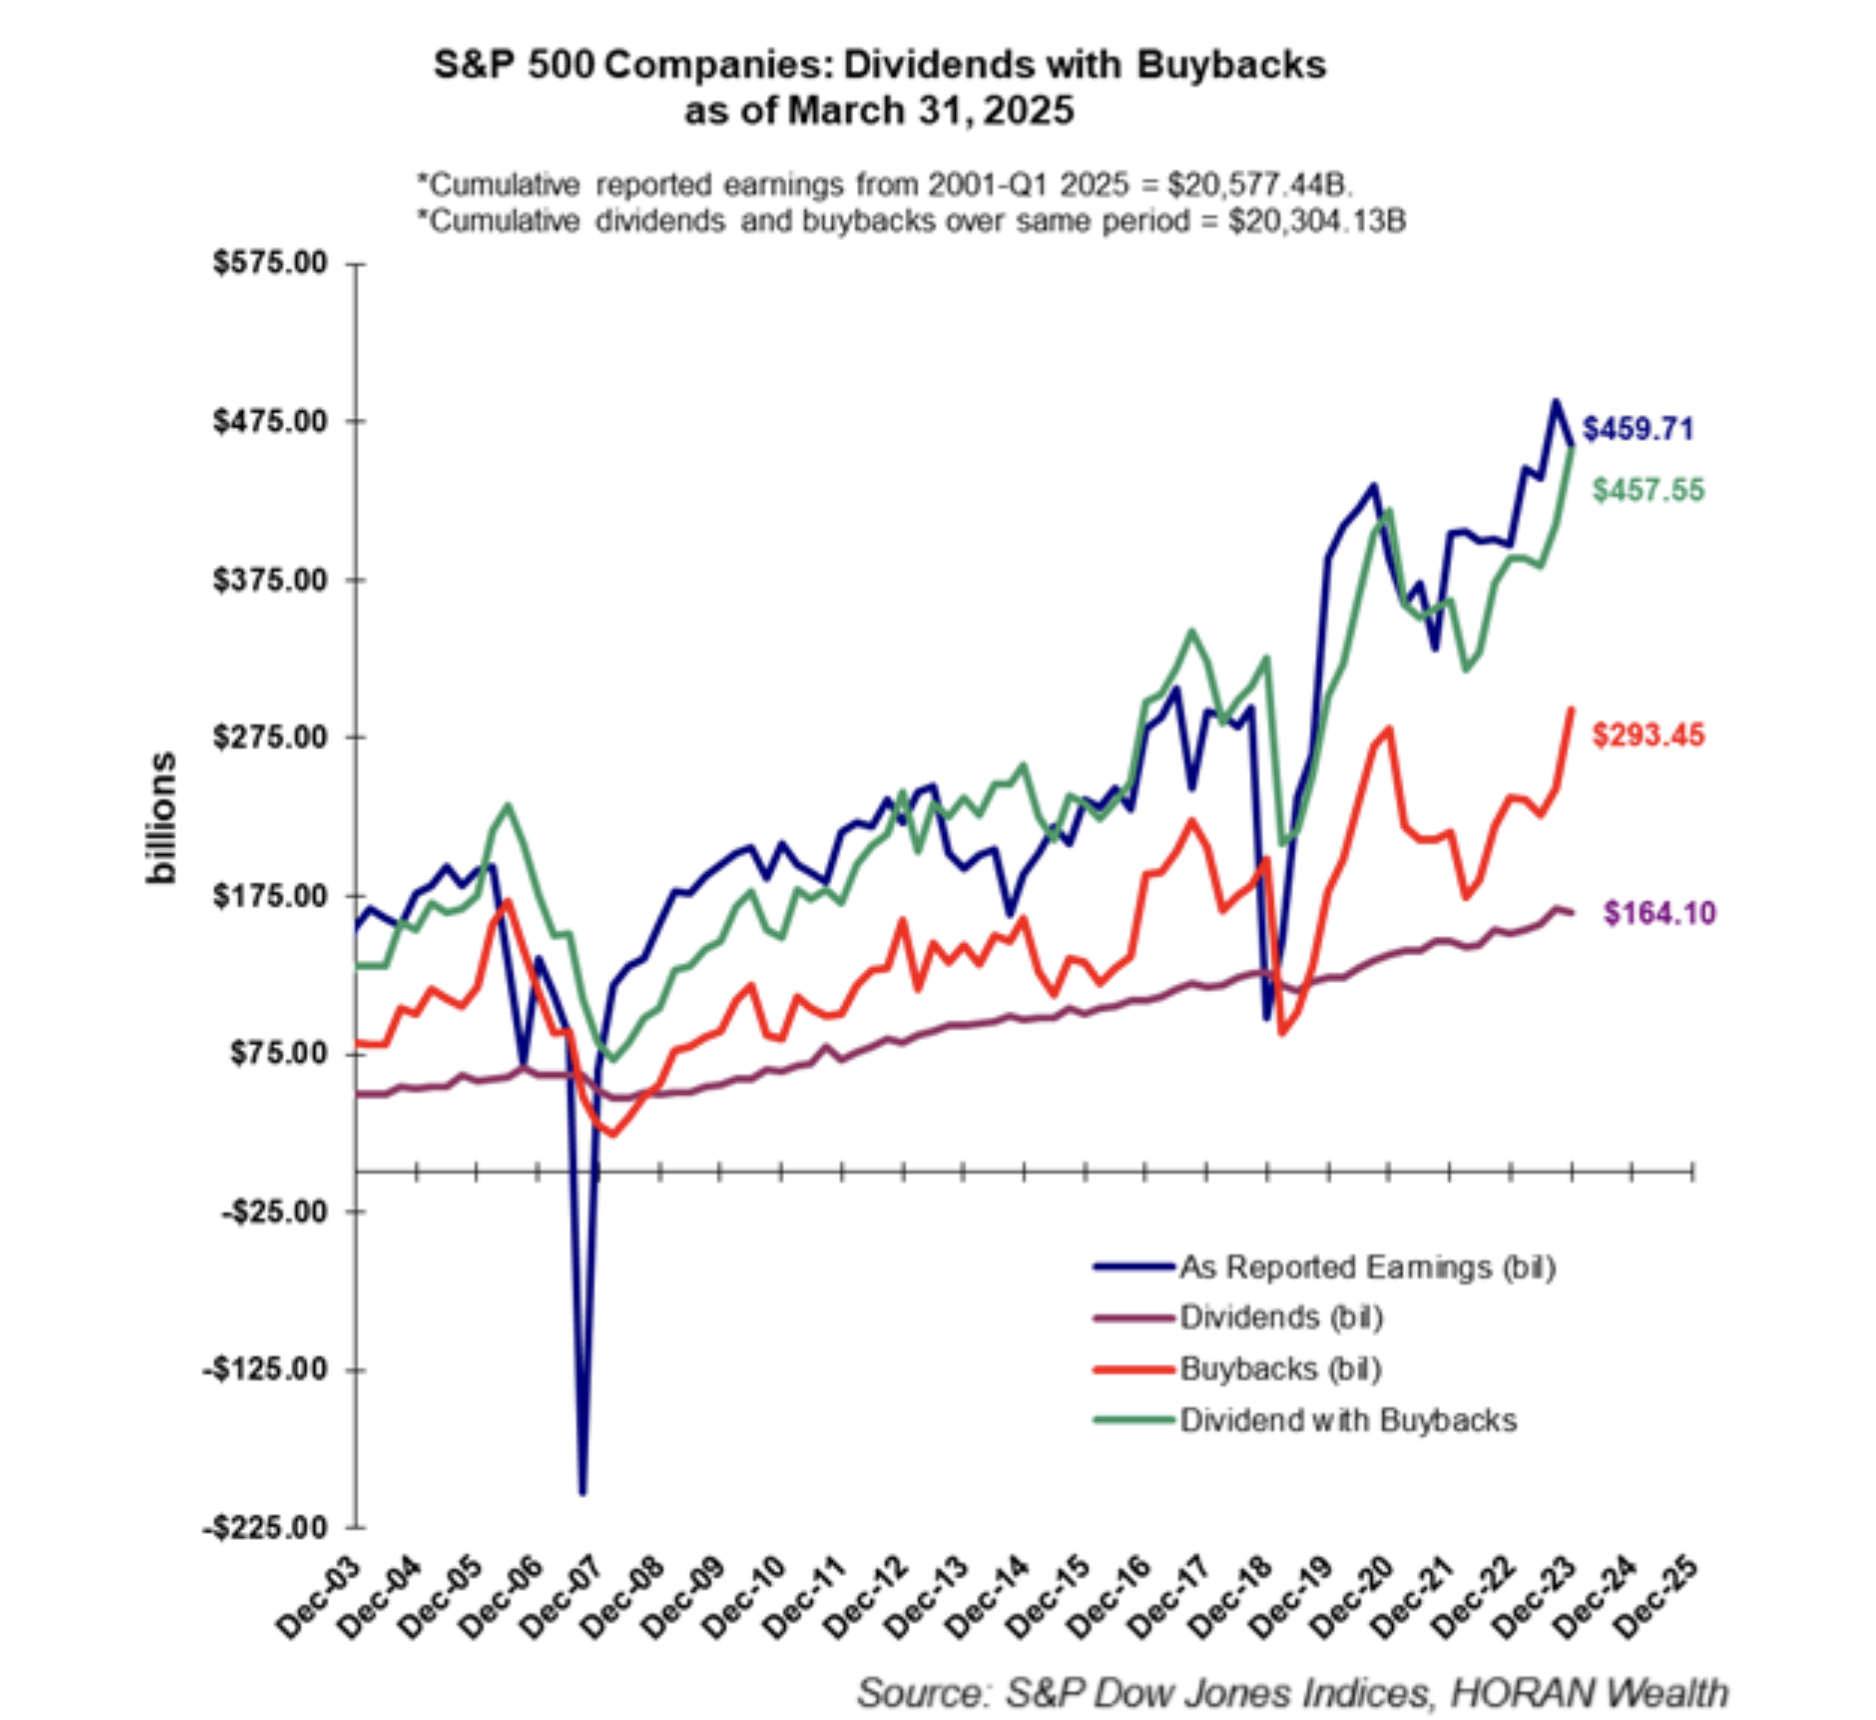 S&P 500 Companies: Dividends with Buybacks
as of March 31, 2025
*Cumulative reported earnings from 2001-Q1 2025 = $20,577.44B.
*Cumulative dividends and buybacks over same period = $20,304.13B
$575.00
$475.00
$375.00
$275.00
$175.00
$75.00
-$25.00
-$125.00
-$225.00
billions
$459.71
$457.55
$293.45
$164.10
As Reported Earnings (bil)
Dividends (bil)
Buybacks (bil)
Dividend with Buybacks
Dec-03
Dec-04
Dec-05
Dec-06
Dec-07
Dec-08
Dec-09
Dec-10
Dec-11
Dec-12
Dec-13
Dec-14
Dec-15
Dec-16
Dec-17
Dec-18
Dec-19
Dec-20
Dec-21
Dec-22
Dec-23
Dec-24
Dec-25
Source: S&P Dow Jones Indices, HORAN Wealth